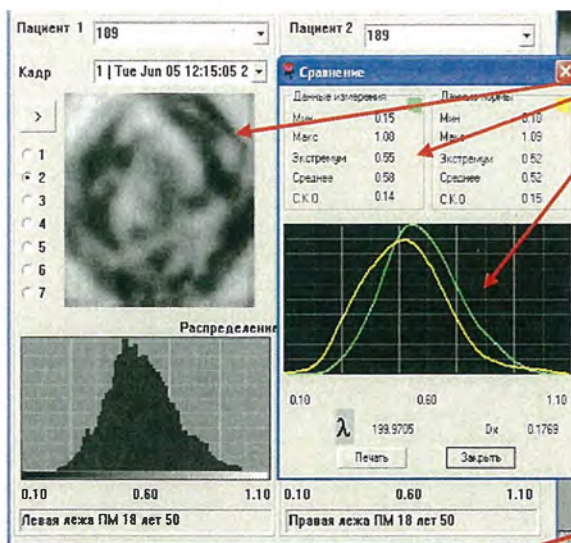 Пациент 1 189
Пациент 2 189
Кадр 1 | Tue Jun 05 12:15:05 2
Сравнение
>
1
2
3
4
5
6
7
Данные измерения
Мин 0.15
Макс 1.08
Экстремум 0.55
Среднее 0.58
С.К.О. 0.14
Данные нормы
Мин 0.10
Макс 1.09
Экстремум 0.52
Среднее 0.52
С.К.О 0.15
Распределение
0.10 0.60 1.10
λ 199.9705 Dx 0.1769
Печать Закрыть
0.10 0.60 1.10
0.10 0.60 1.10
Левая лежа ПМ 18 лет 50
Правая лежа ПМ 18 лет 50